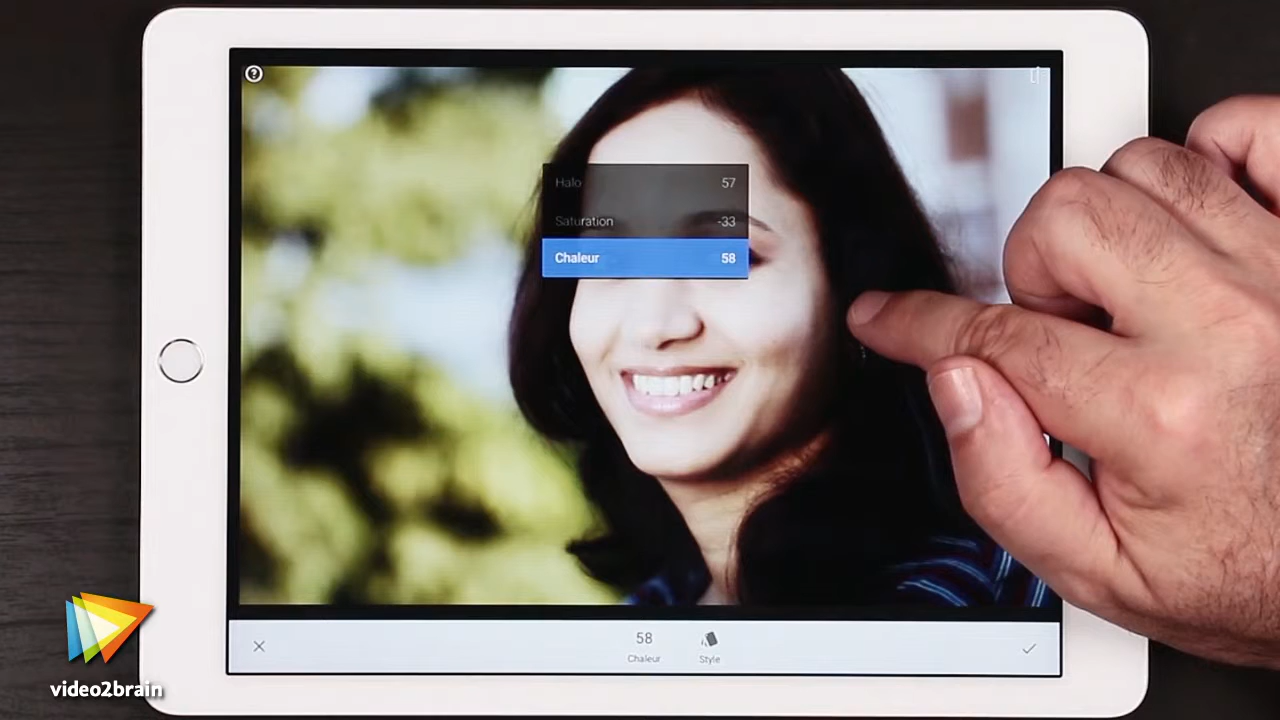 ?
Halo 57
Saturation -33
Chaleur 58
58
Chaleur
Style
video2brain